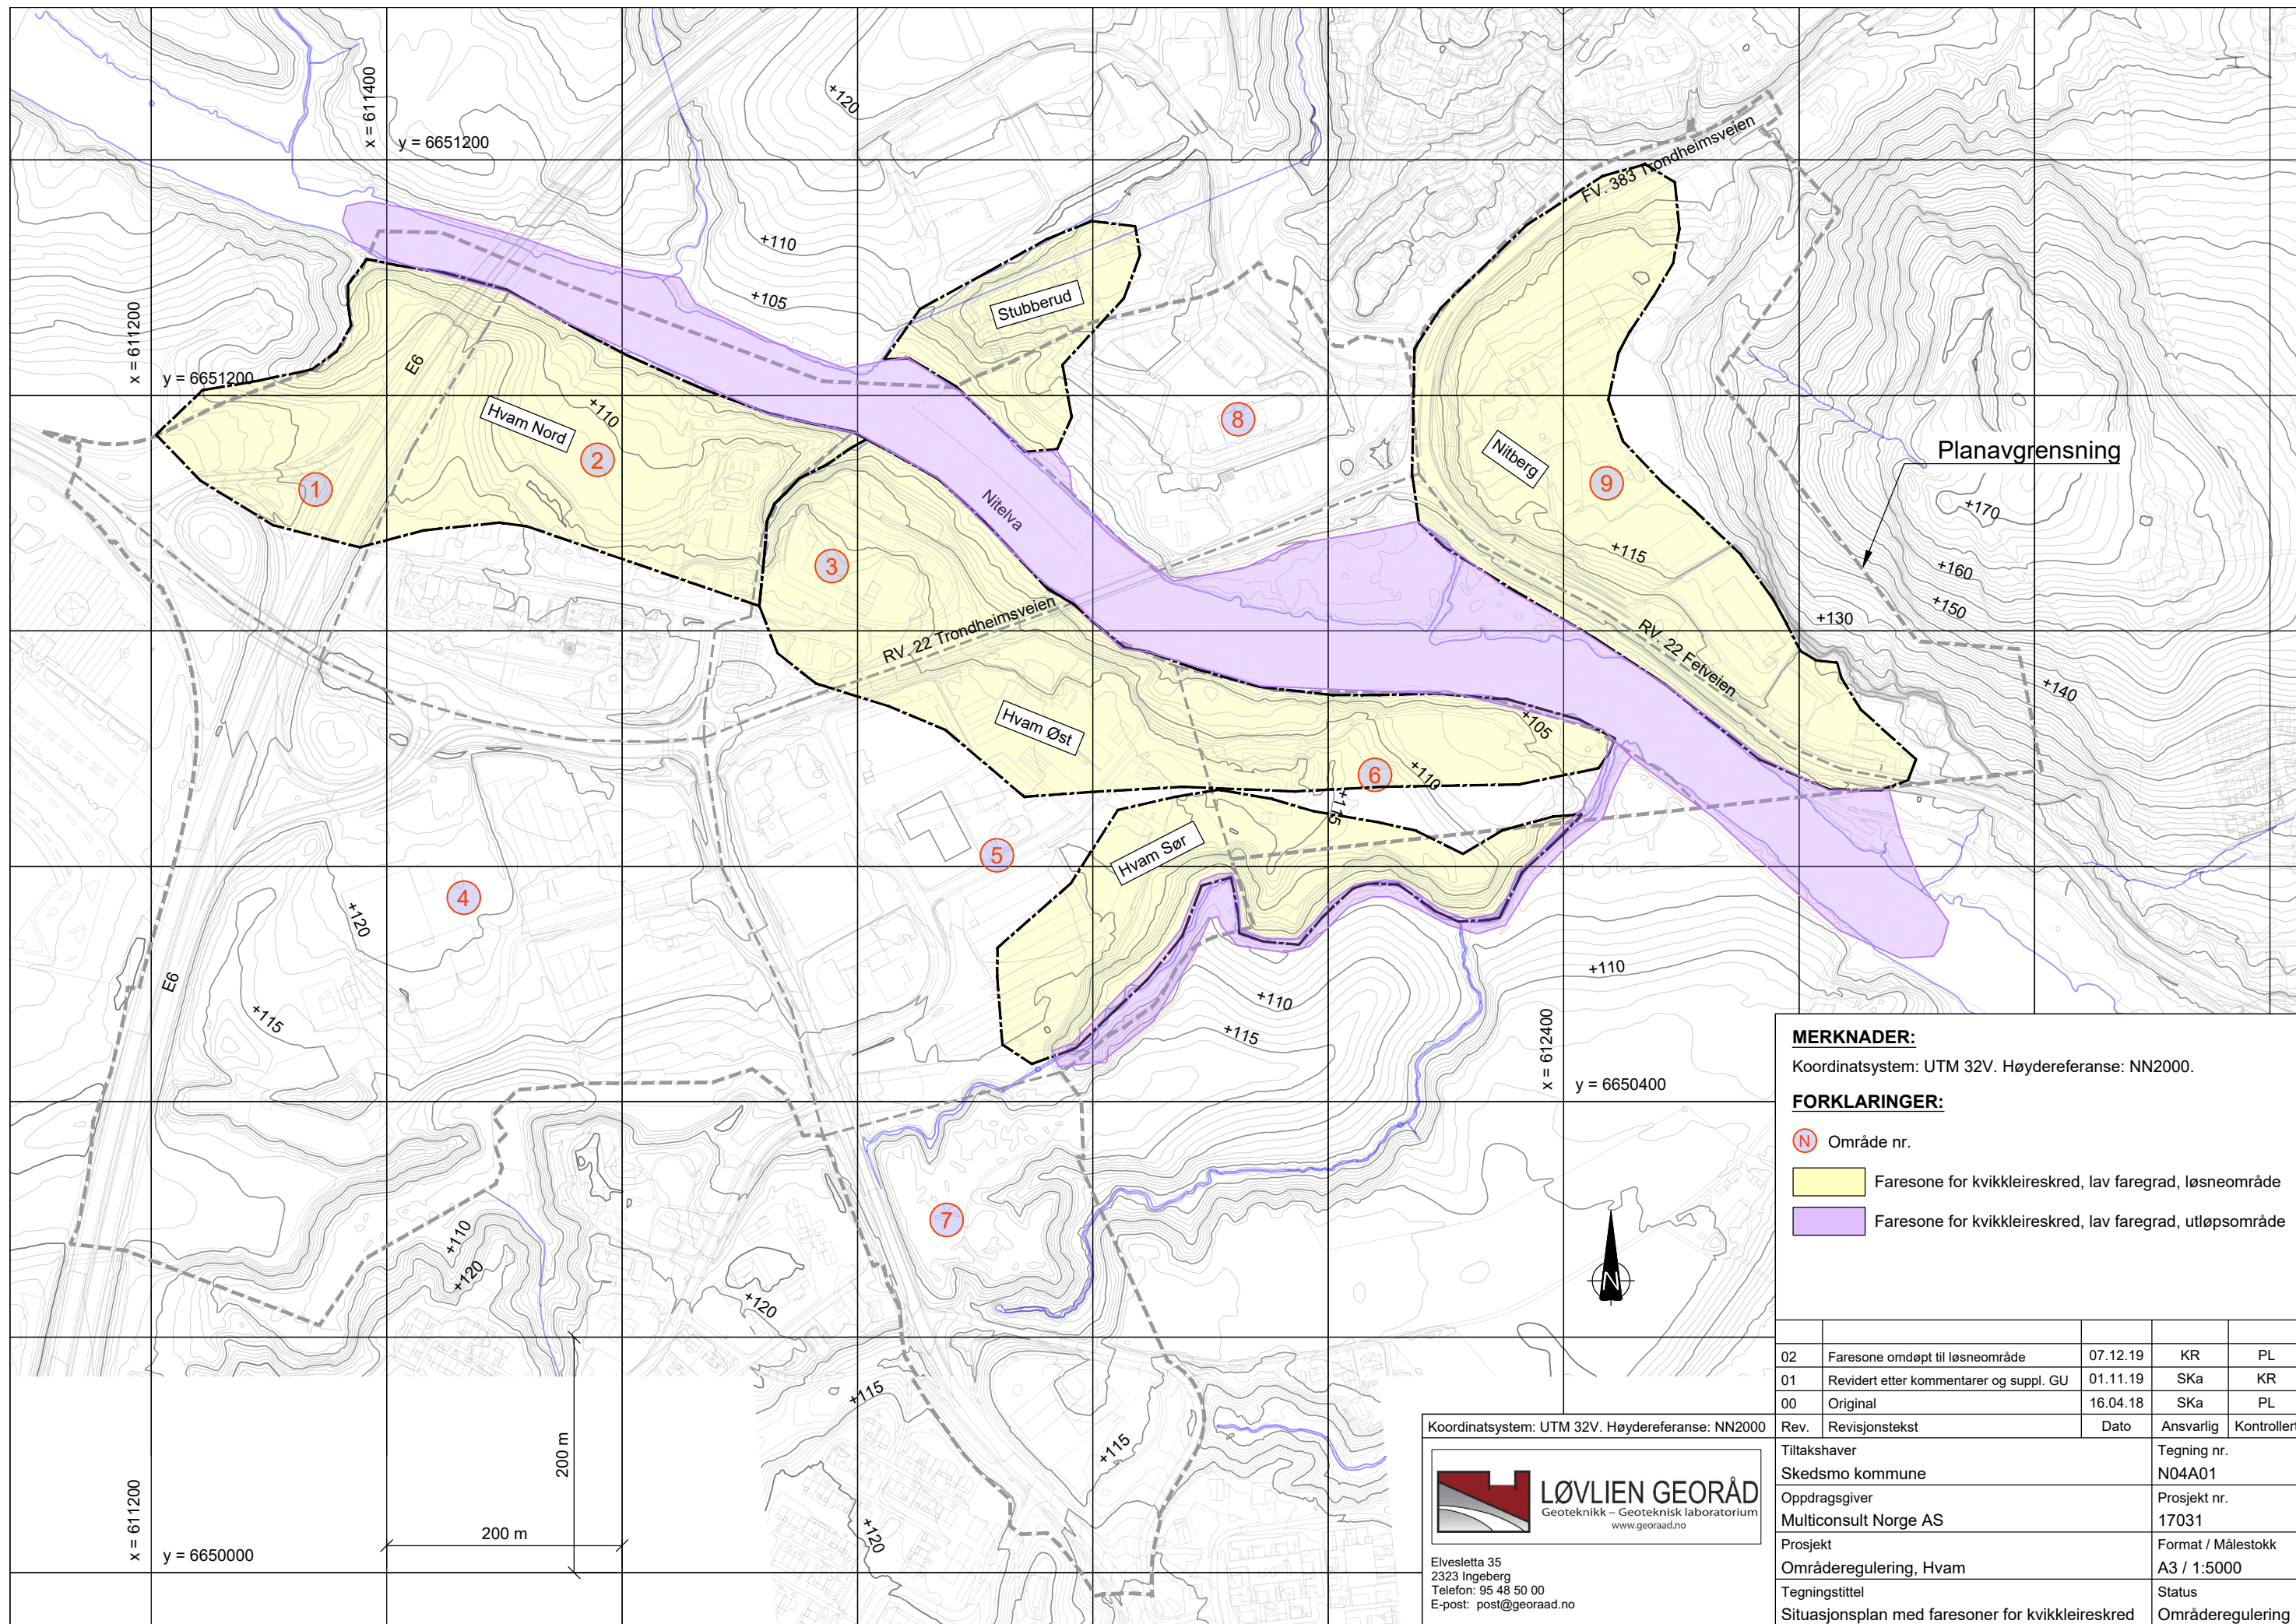 x = 611400
y = 6651200
+120
FV. 383 Trondheimsveien
+110
+105
Stubberud
x = 611200
y = 6651200
E6
Hvam Nord
+110
8
2
1
Nitberg
9
Planavgrensning
+170
Nitelva
3
+115
+160
+150
+130
RV. 22 Trondheimsveien
RV. 22 Fetveien
+140
Hvam Øst
+105
6
+110
+115
Hvam Sør
5
4
+120
E6
+110
+115
+110
+115
x = 612400
y = 6650400
7
+110
+120
+120
N
+115
+115
+120
200 m
200 m
x = 611200
y = 6650000
MERKNADER:
Koordinatsystem: UTM 32V. Høydereferanse: NN2000.
FORKLARINGER:
N Område nr.
Faresone for kvikkleireskred, lav faregrad, løsneområde
Faresone for kvikkleireskred, lav faregrad, utløpsområde
02 Faresone omdøpt til løsneområde 07.12.19 KR PL
01 Revidert etter kommentarer og suppl. GU 01.11.19 SKa KR
00 Original 16.04.18 SKa PL
Rev. Revisjonstekst Dato Ansvarlig Kontrollert
Koordinatsystem: UTM 32V. Høydereferanse: NN2000
LØVLIEN GEORÅD
Geoteknikk – Geoteknisk laboratorium
www.georaad.no
Elvesletta 35
2323 Ingeberg
Telefon: 95 48 50 00
E-post: post@georaad.no
Tiltakshaver Tegning nr.
Skedsmo kommune N04A01
Oppdragsgiver Prosjekt nr.
Multiconsult Norge AS 17031
Prosjekt Format / Målestokk
Områderegulering, Hvam A3 / 1:5000
Tegningstittel Status
Situasjonsplan med faresoner for kvikkleireskred Områderegulering